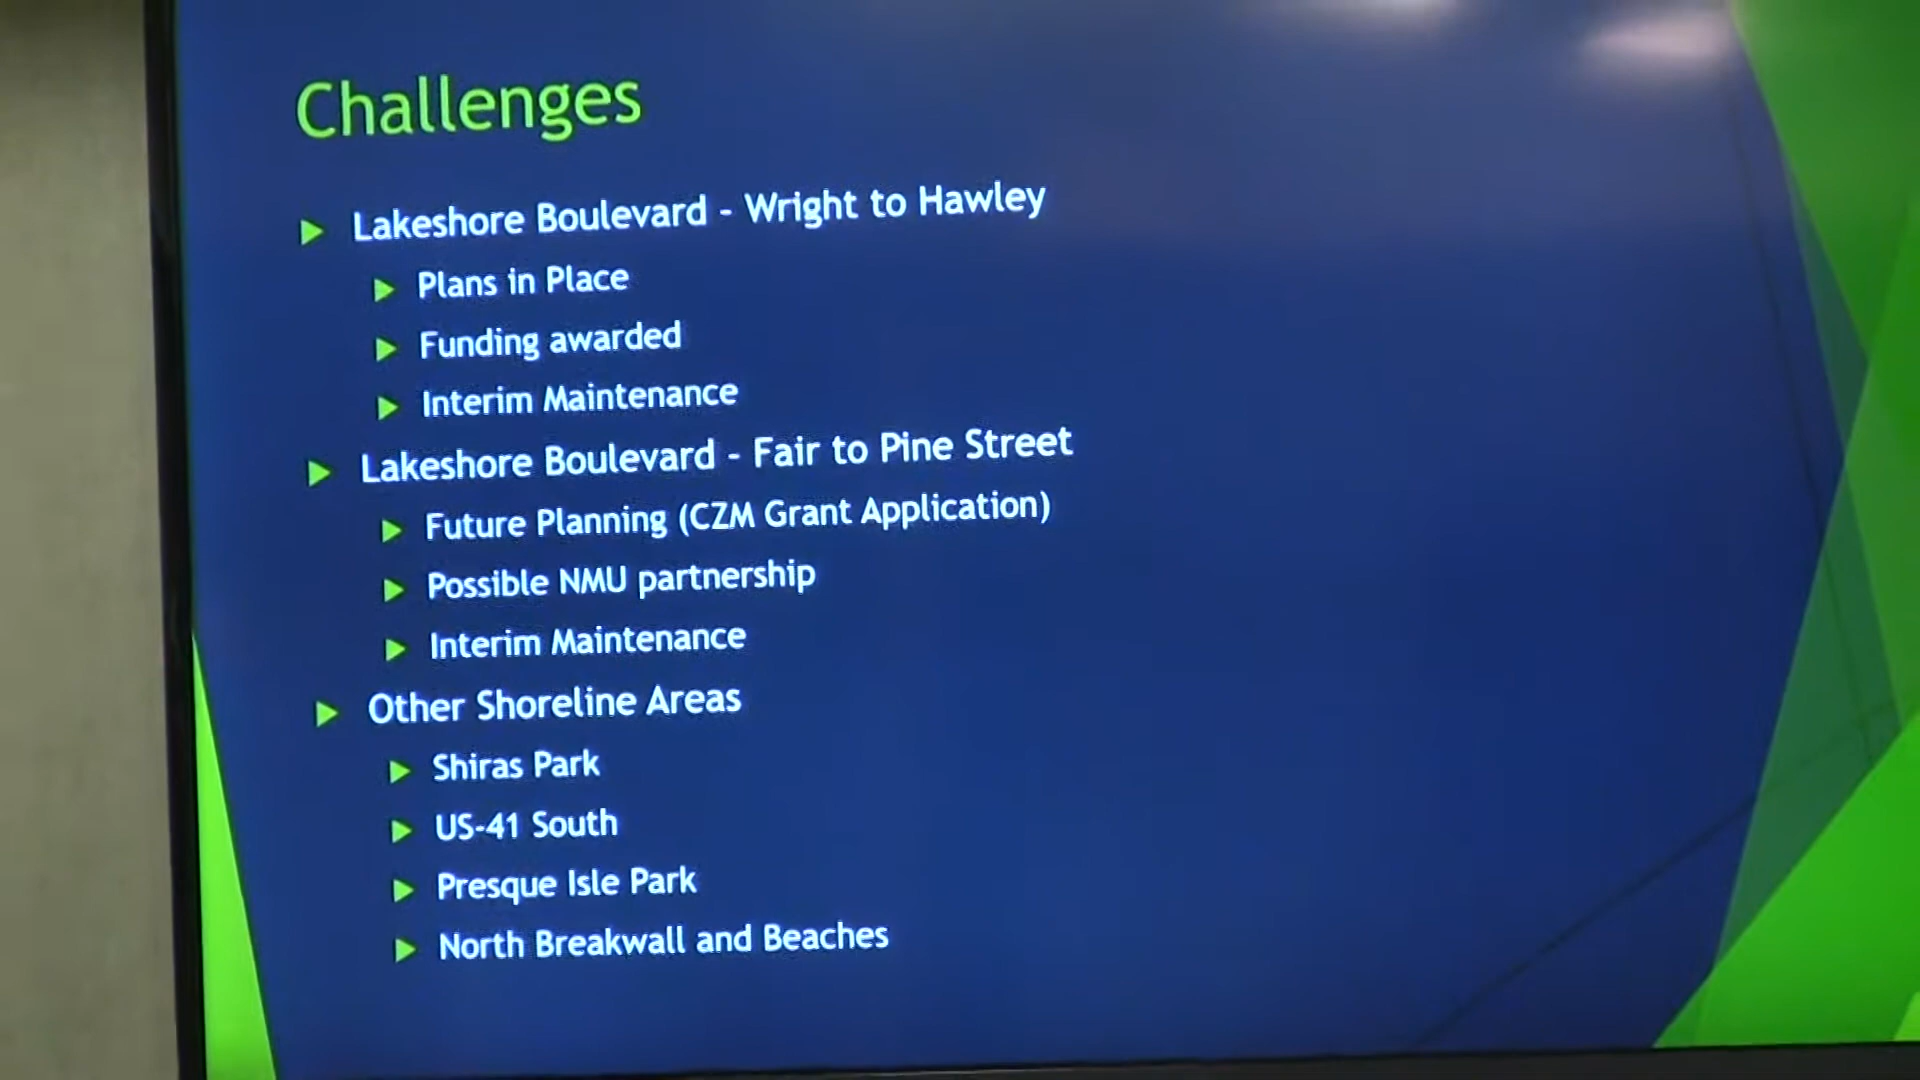 Challenges
Lakeshore Boulevard - Wright to Hawley
Plans in Place
Funding awarded
Interim Maintenance
Lakeshore Boulevard - Fair to Pine Street
Future Planning (CZM Grant Application)
Possible NMU partnership
Interim Maintenance
Other Shoreline Areas
Shiras Park
US-41 South
Presque Isle Park
North Breakwall and Beaches